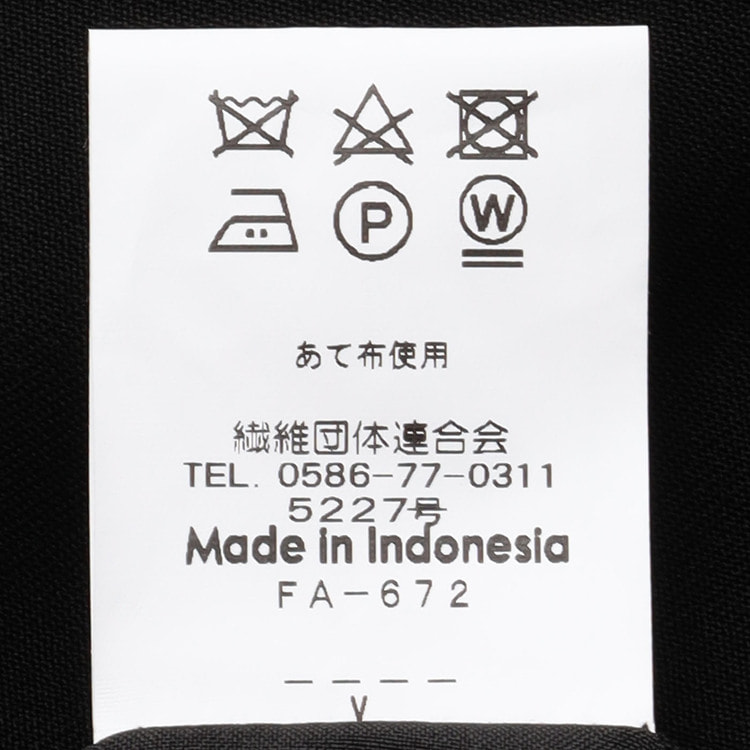 P W
あて布使用
繊維団体連合会
TEL. 0586-77-0311
5227号
Made in Indonesia
FA-672
----
V